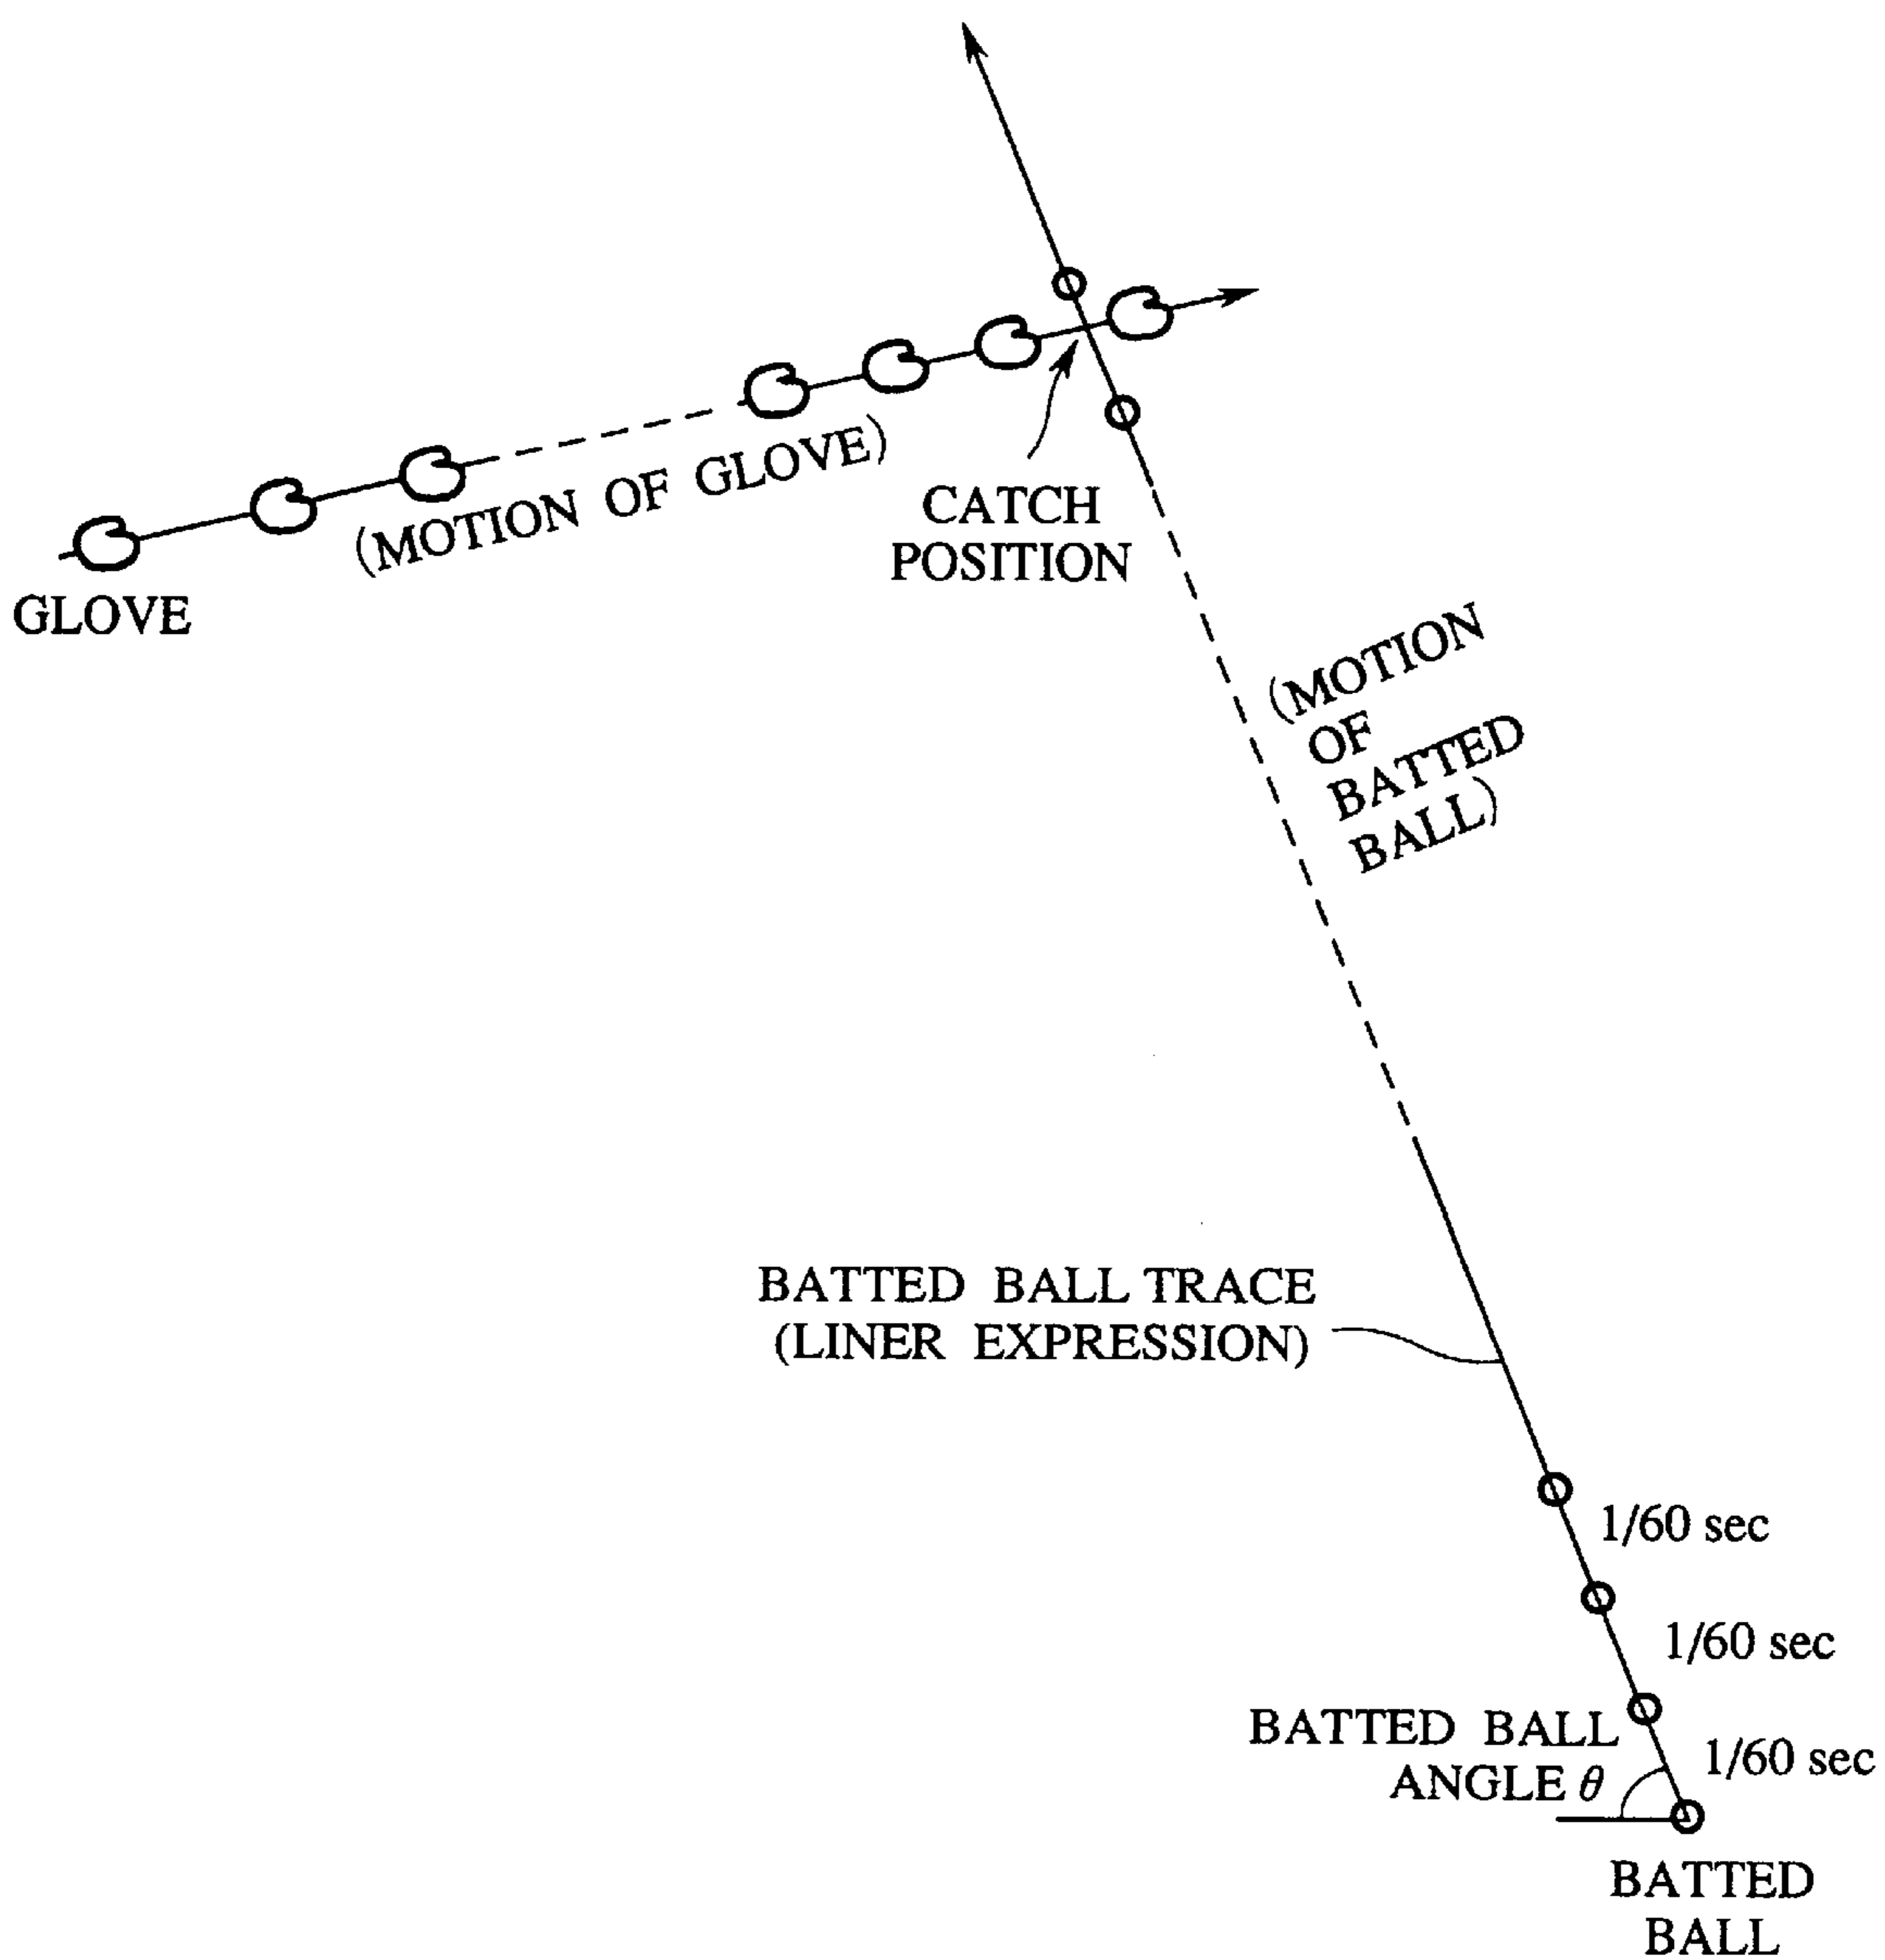 (MOTION OF GLOVE)
CATCH
POSITION
GLOVE
(MOTION
OF
BATTED
BALL)
BATTED BALL TRACE
(LINER EXPRESSION)
1/60 sec
1/60 sec
BATTED BALL
ANGLE θ
1/60 sec
BATTED
BALL